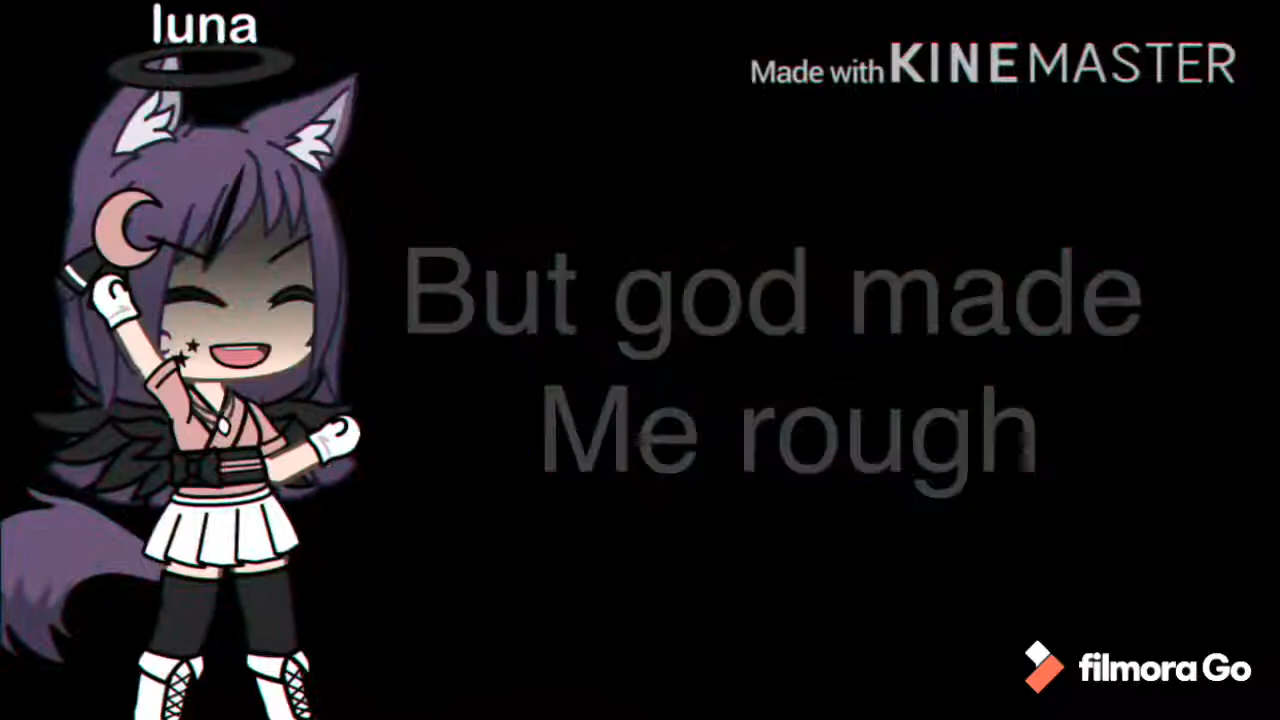 luna
Made with KINEMASTER
But god made
Me rough
filmora Go